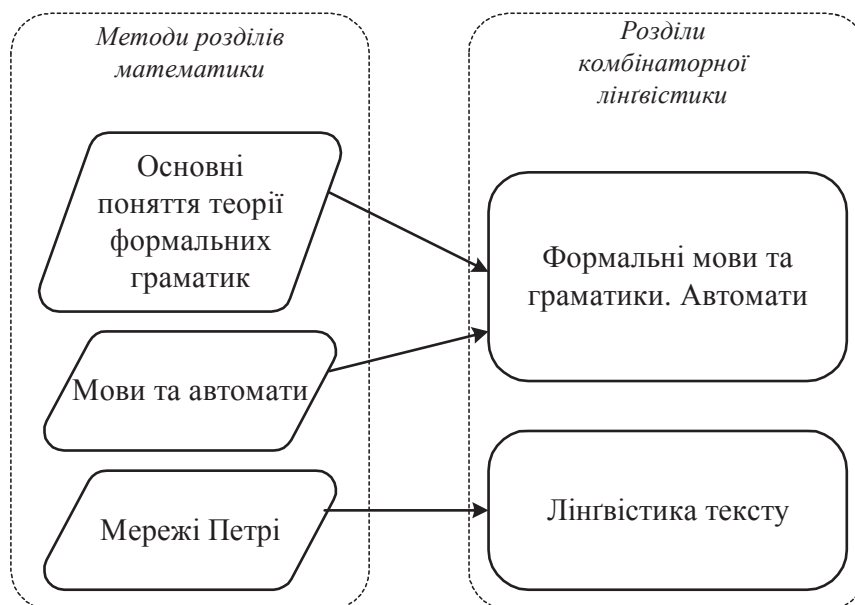 Методи розділів
математики
Основні
поняття теорії
формальних
граматик
Мови та автомати
Мережі Петрі
Розділи
комбінаторної
лінґвістики
Формальні мови та
граматики. Автомати
Лінґвістика тексту